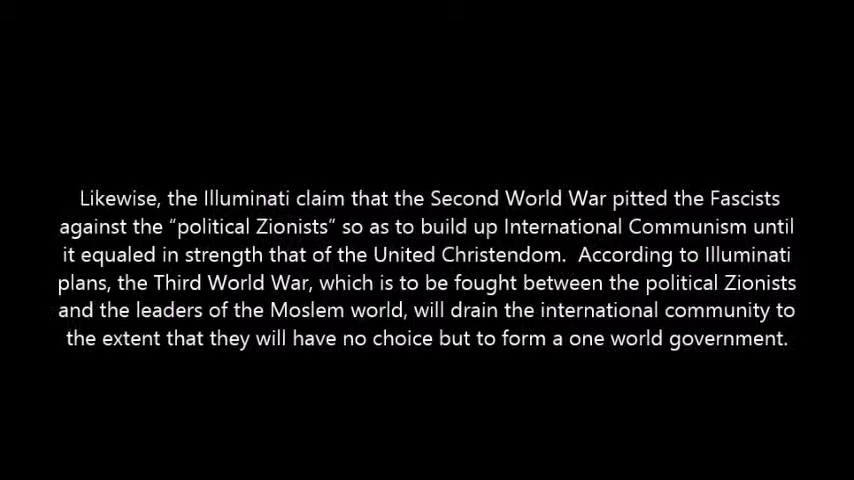 Likewise, the Illuminati claim that the Second World War pitted the Fascists
against the “political Zionists” so as to build up International Communism until
it equaled in strength that of the United Christendom.  According to Illuminati
plans, the Third World War, which is to be fought between the political Zionists
and the leaders of the Moslem world, will drain the international community to
the extent that they will have no choice but to form a one world government.